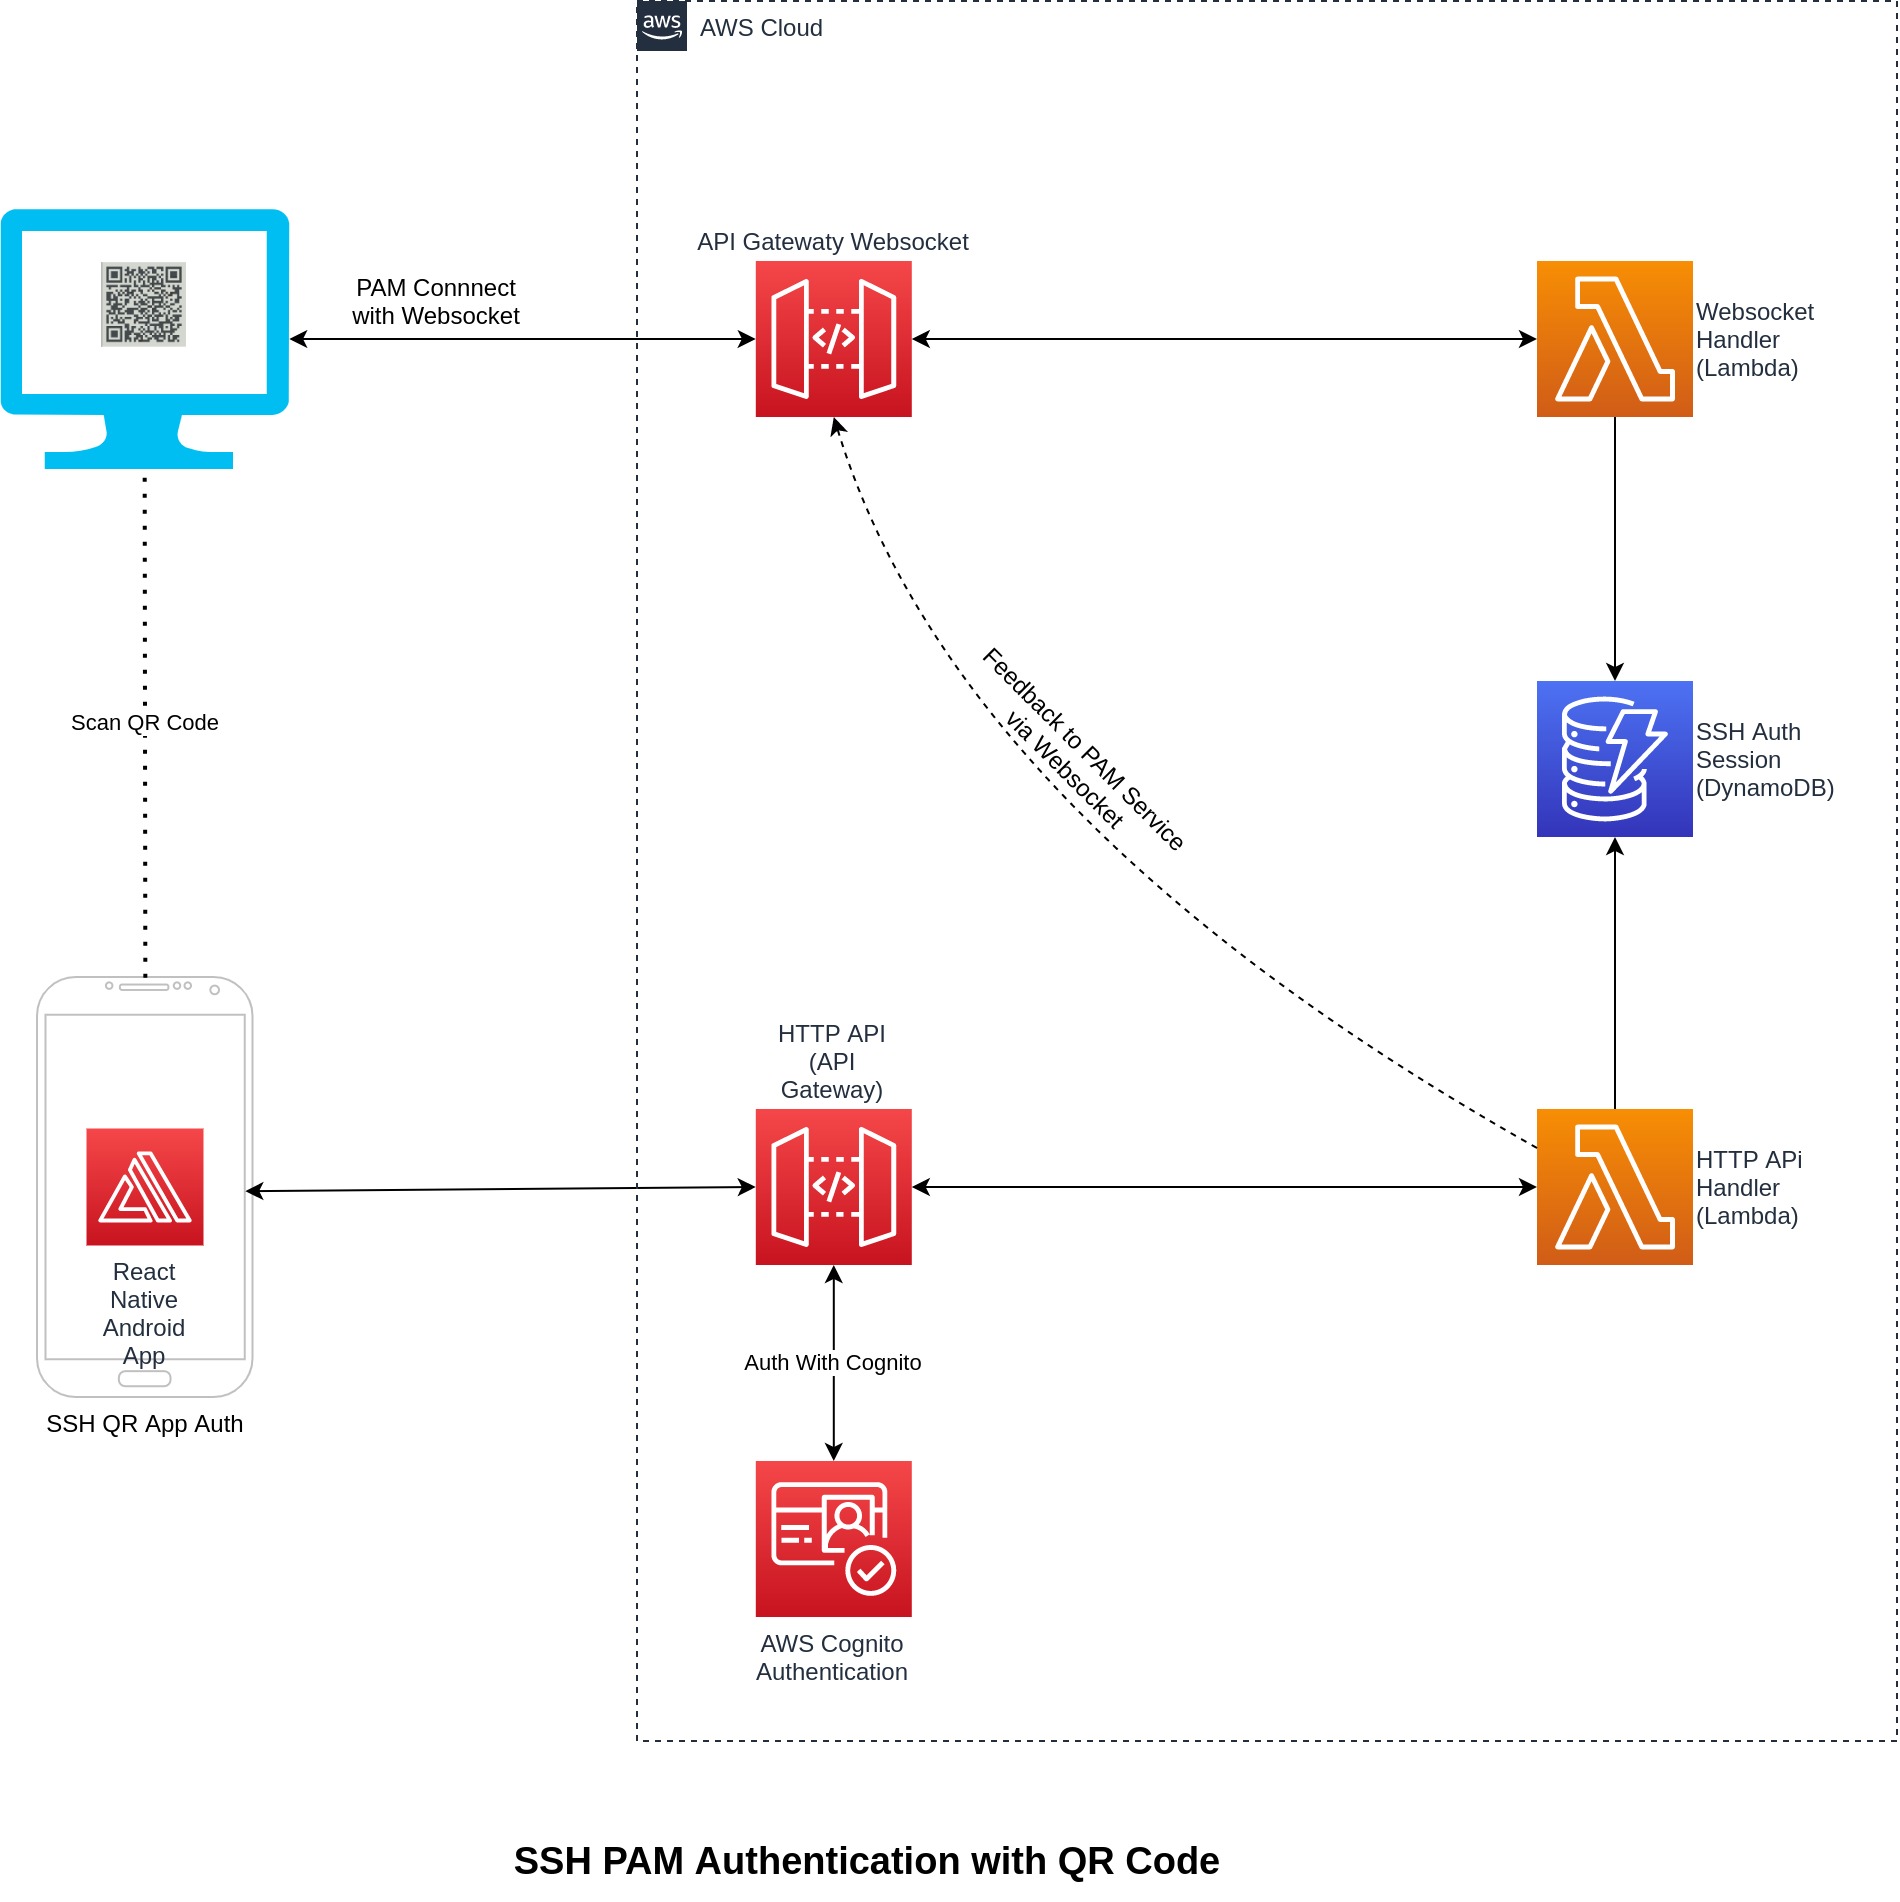 aws
AWS Cloud
API Gatewaty Websocket
PAM Connnect
with Websocket
Websocket
Handler
(Lambda)
Feedback to PAM Service
via Websocket
Scan QR Code
SSH Auth
Session
(DynamoDB)
HTTP API
(API
Gateway)
HTTP APi
Handler
(Lambda)
React
Native
Android
App
SSH QR App Auth
Auth With Cognito
AWS Cognito
Authentication
SSH PAM Authentication with QR Code